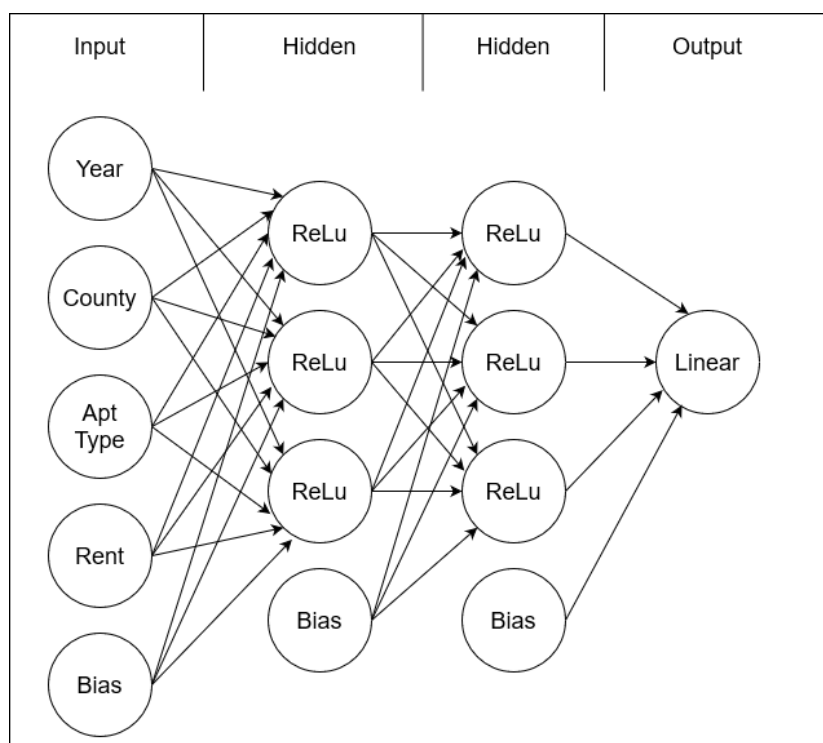 Input
Hidden
Hidden
Output
Year
County
Apt
Type
Rent
Bias
ReLu
ReLu
ReLu
Bias
ReLu
ReLu
ReLu
Bias
Linear